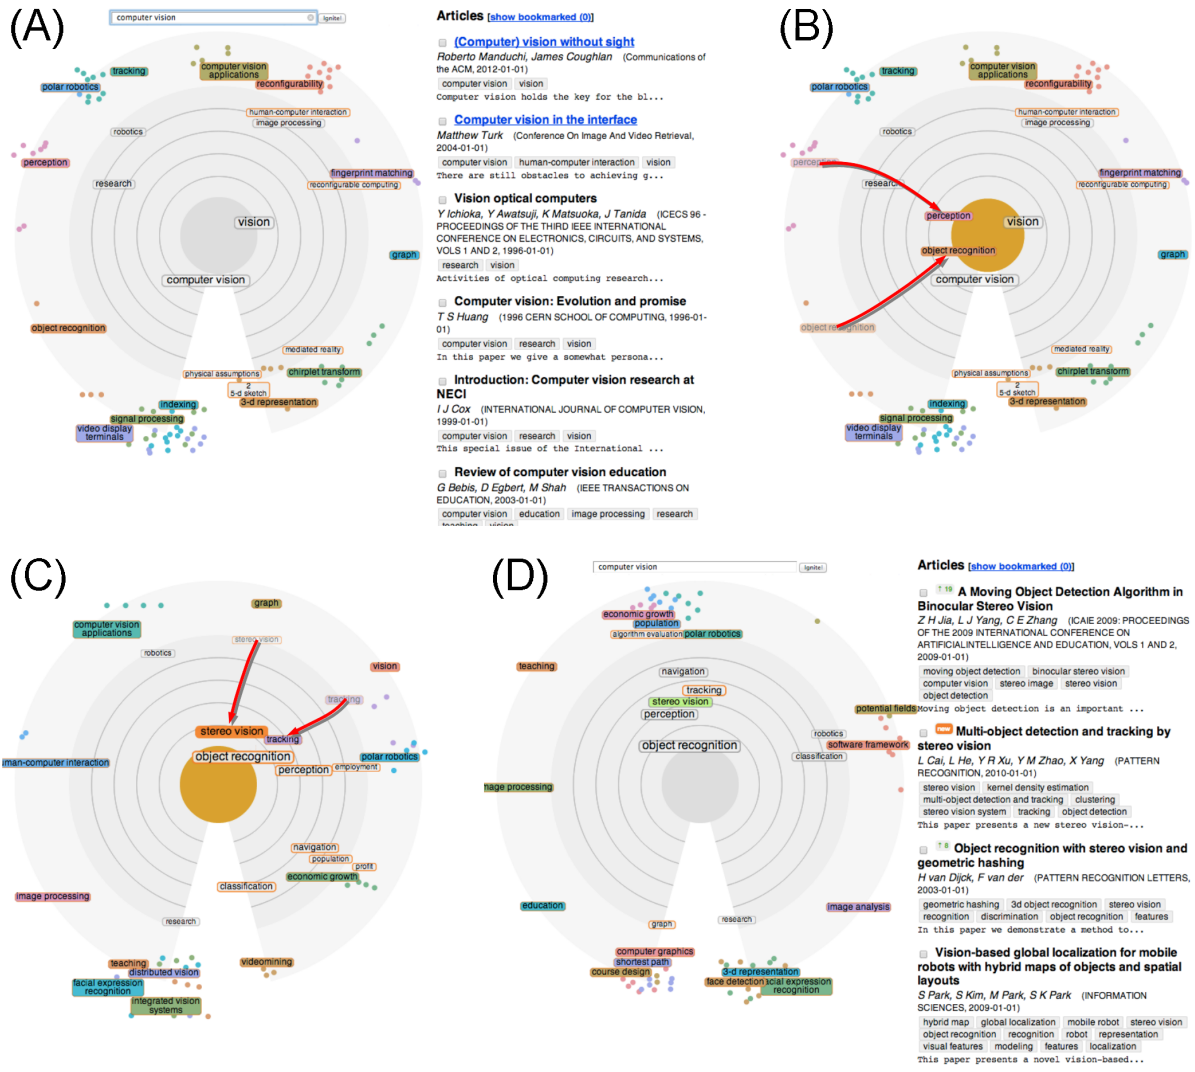 (A)
computer vision
Ignite!
tracking
polar robotics
computer vision
applications
reconfigurability
human-computer interaction
image processing
robotics
perception
research
fingerprint matching
reconfigurable computing
vision
graph
computer vision
object recognition
mediated reality
physical assumptions
chirplet transform
2
5-d sketch
3-d representation
indexing
signal processing
video display
terminals
Articles [show bookmarked (0)]
(Computer) vision without sight
Roberto Manduchi, James Coughlan (Communications of
the ACM, 2012-01-01)
computer vision vision
Computer vision holds the key for the bl...
Computer vision in the interface
Matthew Turk (Conference On Image And Video Retrieval,
2004-01-01)
computer vision human-computer interaction vision
There are still obstacles to achieving g...
Vision optical computers
Y Ichioka, Y Awatsuji, K Matsuoka, J Tanida (ICECS 96 -
PROCEEDINGS OF THE THIRD IEEE INTERNATIONAL
CONFERENCE ON ELECTRONICS, CIRCUITS, AND SYSTEMS,
VOLS 1 AND 2, 1996-01-01)
research vision
Activities of optical computing research...
Computer vision: Evolution and promise
T S Huang (1996 CERN SCHOOL OF COMPUTING, 1996-01-
01)
computer vision research vision
In this paper we give a somewhat persona...
Introduction: Computer vision research at
NECI
I J Cox (INTERNATIONAL JOURNAL OF COMPUTER VISION,
1999-01-01)
computer vision research vision
This special issue of the International ...
Review of computer vision education
G Bebis, D Egbert, M Shah (IEEE TRANSACTIONS ON
EDUCATION, 2003-01-01)
computer vision education image processing research
teaching vision
(B)
tracking
polar robotics
computer vision
applications
reconfigurability
human-computer interaction
image processing
robotics
perception
research
fingerprint matching
reconfigurable computing
perception
vision
object recognition
graph
computer vision
object recognition
mediated reality
physical assumptions
chirplet transform
2
5-d sketch
3-d representation
indexing
signal processing
video display
terminals
(C)
graph
computer vision
applications
stereo vision
robotics
vision
tracking
stereo vision
tracking
object recognition
polar robotics
man-computer interaction
perception
employment
navigation
population
profit
economic growth
classification
image processing
research
teaching
distributed vision
videomining
facial expression
recognition
integrated vision
systems
(D)
computer vision
Ignite!
economic growth
population
algorithm evaluation
polar robotics
teaching
navigation
tracking
stereo vision
perception
potential fields
robotics
object recognition
software framework
classification
mage processing
education
image analysis
research
graph
computer graphics
shortest path
course design
3-d representation
face detection
acial expression
recognition
Articles [show bookmarked (0)]
↑ 19 A Moving Object Detection Algorithm in
Binocular Stereo Vision
Z H Jia, L J Yang, C E Zhang (ICAIE 2009: PROCEEDINGS
OF THE 2009 INTERNATIONAL CONFERENCE ON
ARTIFICIALINTELLIGENCE AND EDUCATION, VOLS 1 AND 2,
2009-01-01)
moving object detection binocular stereo vision
computer vision stereo image stereo vision
object detection
Moving object detection is an important ...
new Multi-object detection and tracking by
stereo vision
L Cai, L He, Y R Xu, Y M Zhao, X Yang (PATTERN
RECOGNITION, 2010-01-01)
stereo vision kernel density estimation
multi-object detection and tracking clustering
stereo vision system tracking object detection
This paper presents a new stereo vision-...
↑ 8 Object recognition with stereo vision and
geometric hashing
H van Dijck, F van der (PATTERN RECOGNITION LETTERS,
2003-01-01)
geometric hashing 3d object recognition stereo vision
recognition discrimination object recognition features
In this paper we demonstrate a method to...
Vision-based global localization for mobile
robots with hybrid maps of objects and spatial
layouts
S Park, S Kim, M Park, S K Park (INFORMATION
SCIENCES, 2009-01-01)
hybrid map global localization mobile robot stereo vision
object recognition recognition robot representation
visual features modeling features localization
This paper presents a novel vision-based...